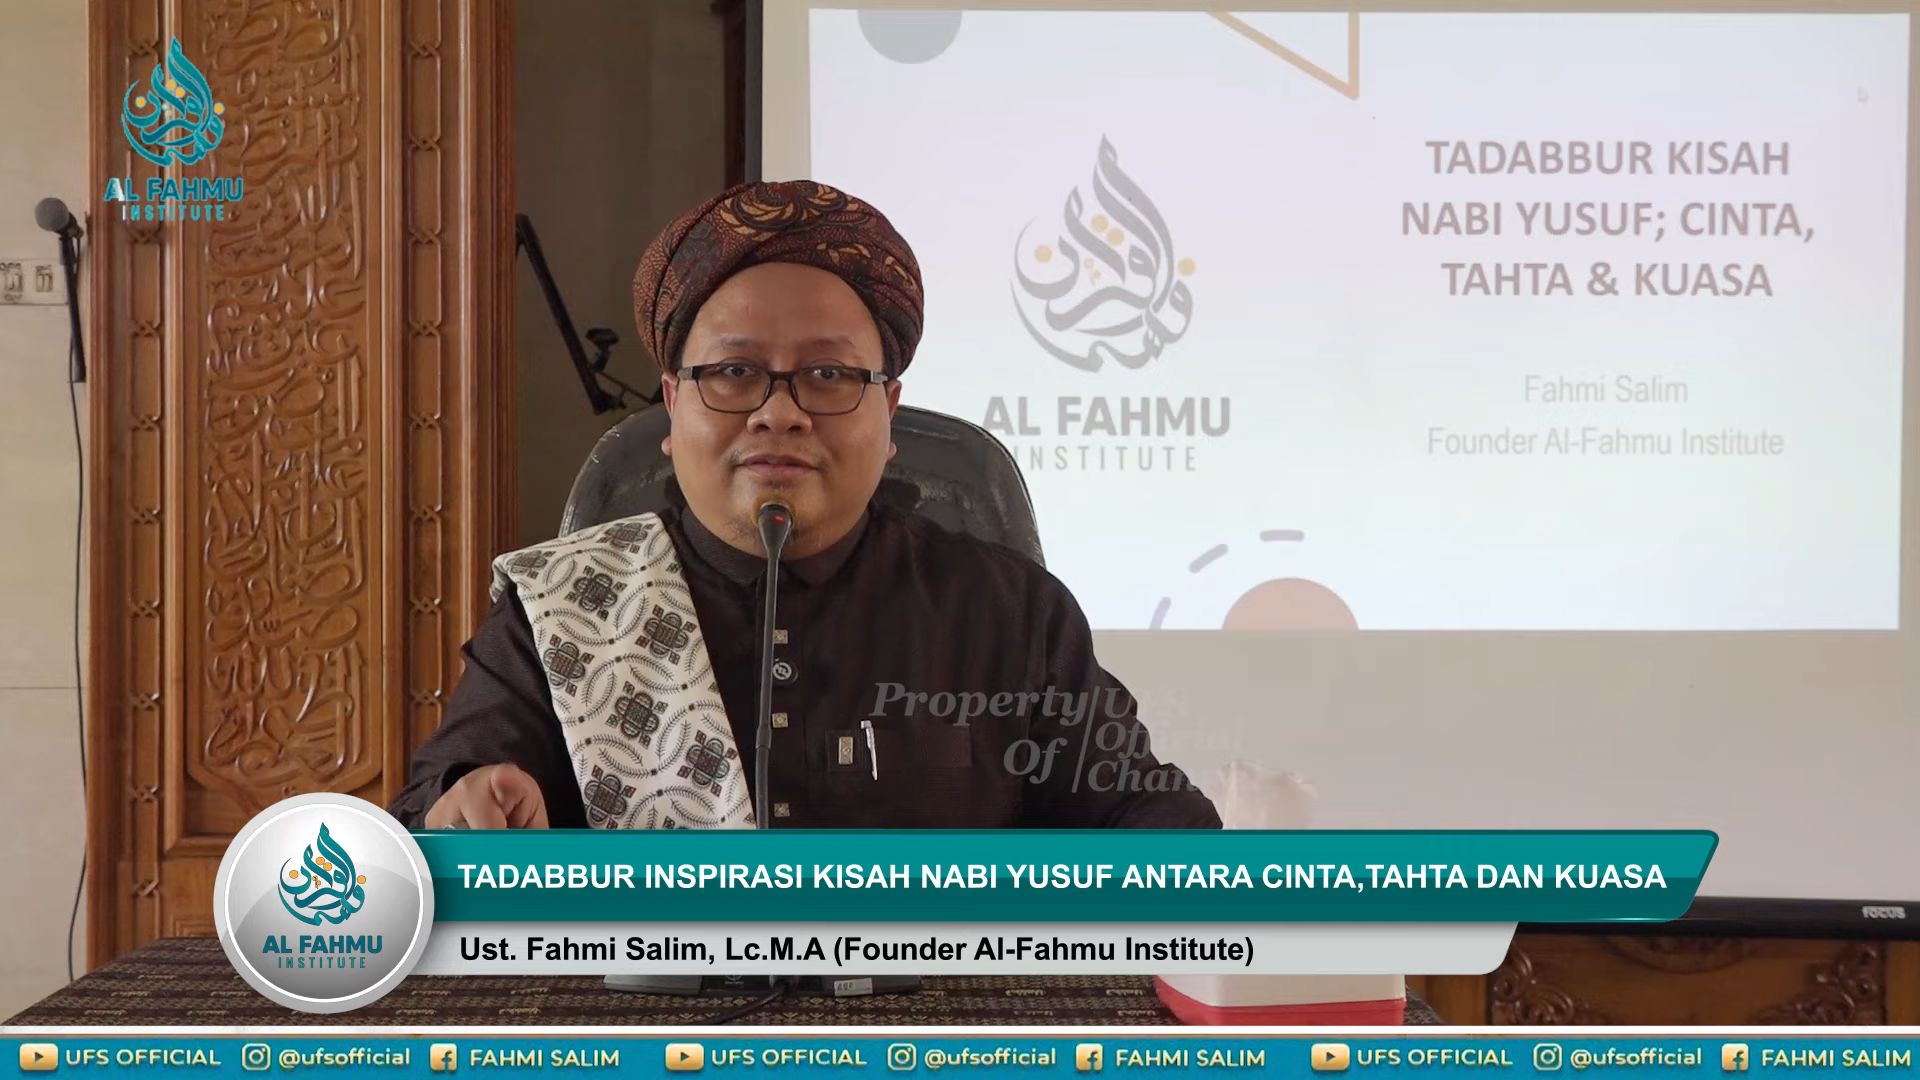 AL FAHMU
INSTITUTE
TADABBUR KISAH
NABI YUSUF; CINTA,
TAHTA & KUASA
Fahmi Salim
Founder Al-Fahmu Institute
AL FAHMU
INSTITUTE
Property Of
UFS
Official
TADABBUR INSPIRASI KISAH NABI YUSUF ANTARA CINTA,TAHTA DAN KUASA
Ust. Fahmi Salim, Lc.M.A (Founder Al-Fahmu Institute)
AL FAHMU
INSTITUTE
FOCUS
UFS OFFICIAL @ufsofficial FAHMI SALIM UFS OFFICIAL @ufsofficial FAHMI SALIM UFS OFFICIAL @ufsofficial FAHMI SALIM